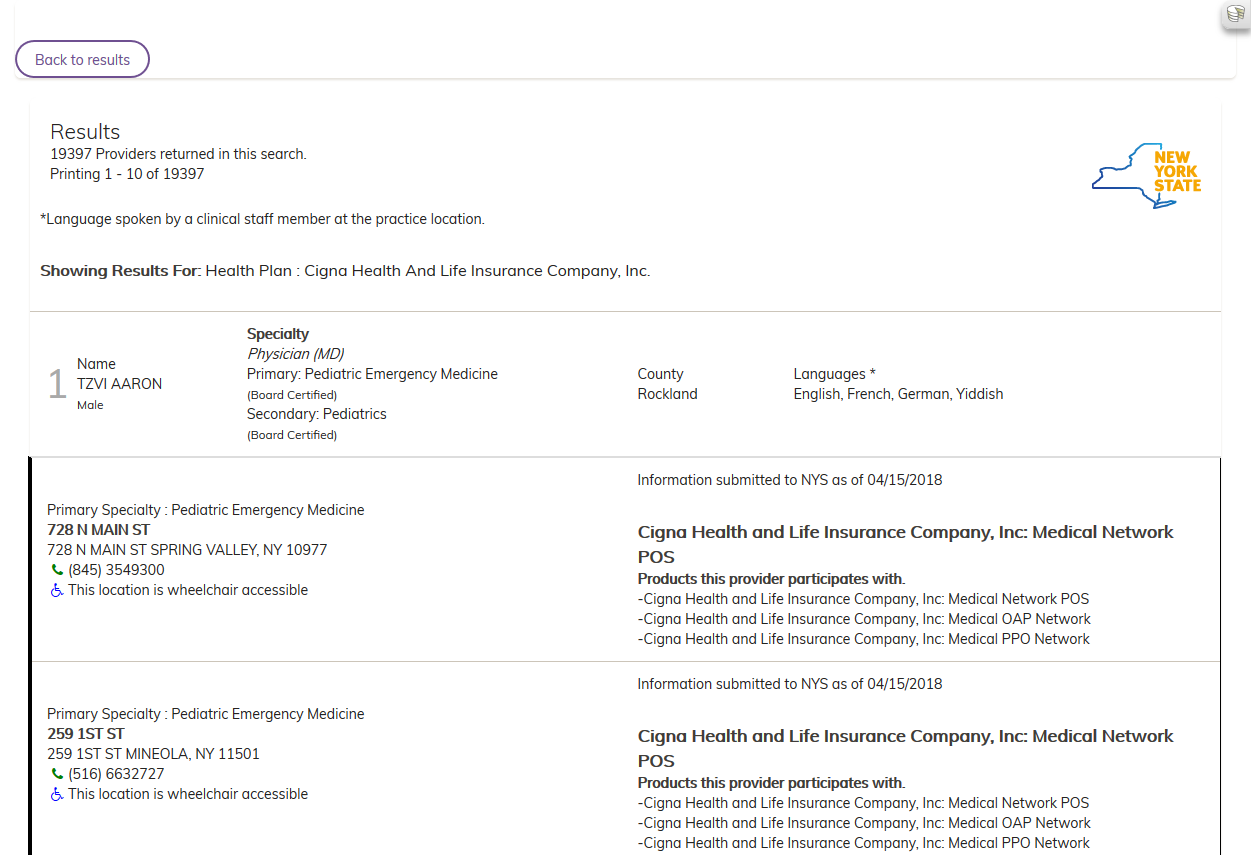 Back to results
Results
19397 Providers returned in this search.
Printing 1 - 10 of 19397
NEW
YORK
STATE
*Language spoken by a clinical staff member at the practice location.
Showing Results For: Health Plan : Cigna Health And Life Insurance Company, Inc.
1
Name
TZVI AARON
Male
Specialty
Physician (MD)
Primary: Pediatric Emergency Medicine
(Board Certified)
Secondary: Pediatrics
(Board Certified)
County
Rockland
Languages *
English, French, German, Yiddish
Primary Specialty : Pediatric Emergency Medicine
728 N MAIN ST
728 N MAIN ST SPRING VALLEY, NY 10977
(845) 3549300
This location is wheelchair accessible
Information submitted to NYS as of 04/15/2018
Cigna Health and Life Insurance Company, Inc: Medical Network
POS
Products this provider participates with.
-Cigna Health and Life Insurance Company, Inc: Medical Network POS
-Cigna Health and Life Insurance Company, Inc: Medical OAP Network
-Cigna Health and Life Insurance Company, Inc: Medical PPO Network
Primary Specialty : Pediatric Emergency Medicine
259 1ST ST
259 1ST ST MINEOLA, NY 11501
(516) 6632727
This location is wheelchair accessible
Information submitted to NYS as of 04/15/2018
Cigna Health and Life Insurance Company, Inc: Medical Network
POS
Products this provider participates with.
-Cigna Health and Life Insurance Company, Inc: Medical Network POS
-Cigna Health and Life Insurance Company, Inc: Medical OAP Network
-Cigna Health and Life Insurance Company, Inc: Medical PPO Network